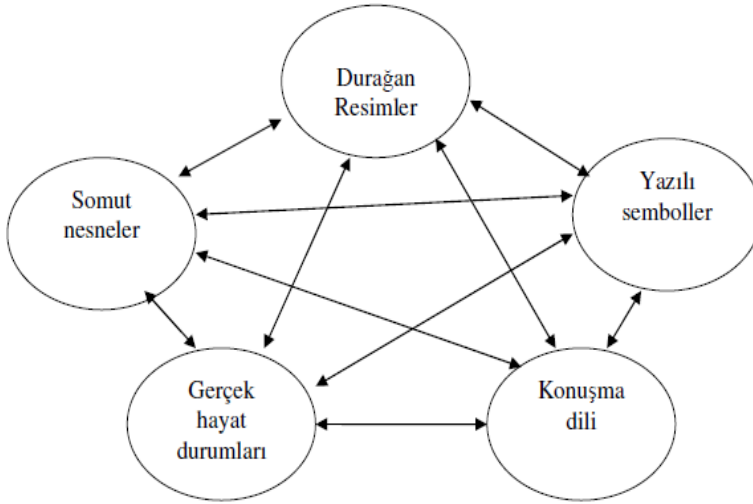 Durağan
Resimler
Somut
nesneler
Yazılı
semboller
Gerçek
hayat
durumları
Konuşma
dili